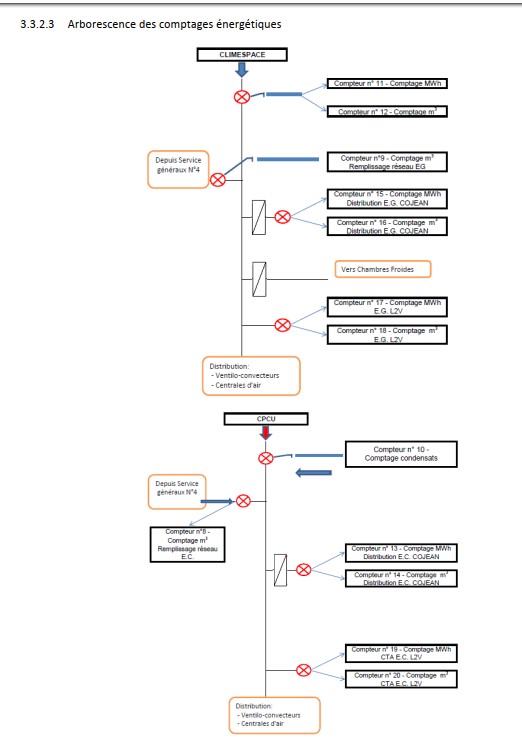 3.3.2.3 Arborescence des comptages énergétiques
CLIMESPACE
Compteur n° 11 - Comptage MWh
Compteur n° 12 - Comptage m³
Depuis Service
généraux N°4
Compteur n°9 - Comptage m³
Remplissage réseau EG
Compteur n° 15 - Comptage MWh
Distribution E.G. COJEAN
Compteur n° 16 - Comptage m³
Distribution E.G. COJEAN
Vers Chambres Froides
Compteur n° 17 - Comptage MWh
E.G. L2V
Compteur n° 18 - Comptage m³
E.G. L2V
Distribution:
- Ventilo-convecteurs
- Centrales d'air
CPCU
Compteur n° 10 -
Comptage condensats
Depuis Service
généraux N°4
Compteur n°8 -
Comptage m³
Remplissage réseau
E.C.
Compteur n° 13 - Comptage MWh
Distribution E.C. COJEAN
Compteur n° 14 - Comptage m³
Distribution E.C. COJEAN
Compteur n° 19 - Comptage MWh
CTA E.C. L2V
Compteur n° 20 - Comptage m³
CTA E.C. L2V
Distribution:
- Ventilo-convecteurs
- Centrales d'air